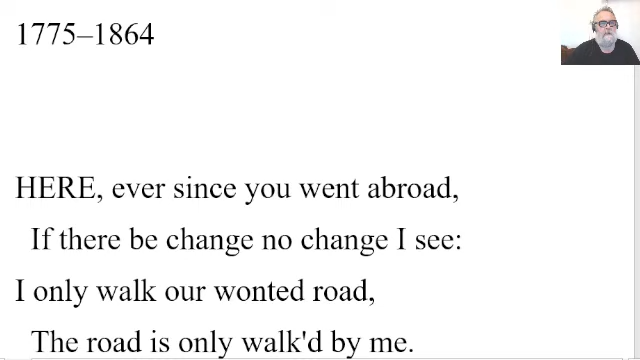 1775–1864
HERE, ever since you went abroad,
If there be change no change I see:
I only walk our wonted road,
The road is only walk'd by me.